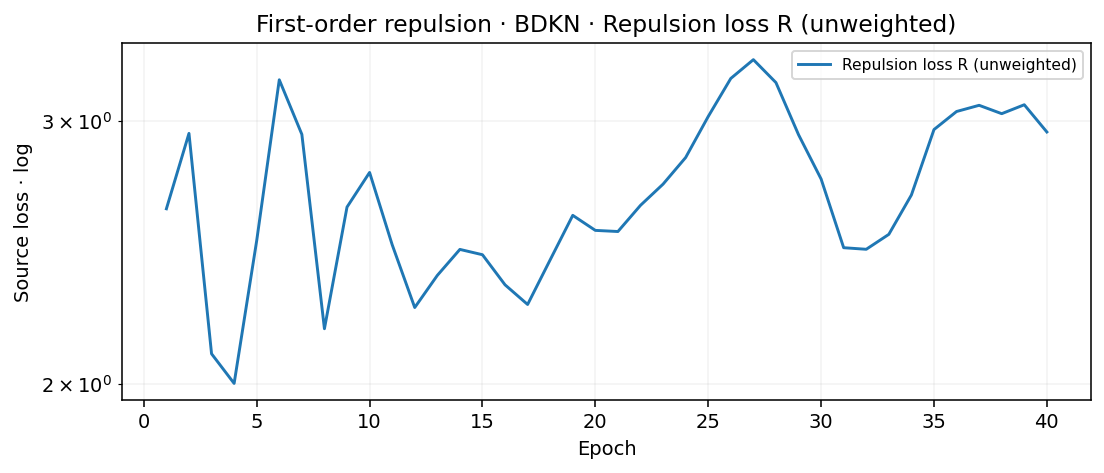 First-order repulsion · BDKN · Repulsion loss R (unweighted)
Repulsion loss R (unweighted)
Source loss · log
3 × 10⁰
2 × 10⁰
0 5 10 15 20 25 30 35 40
Epoch